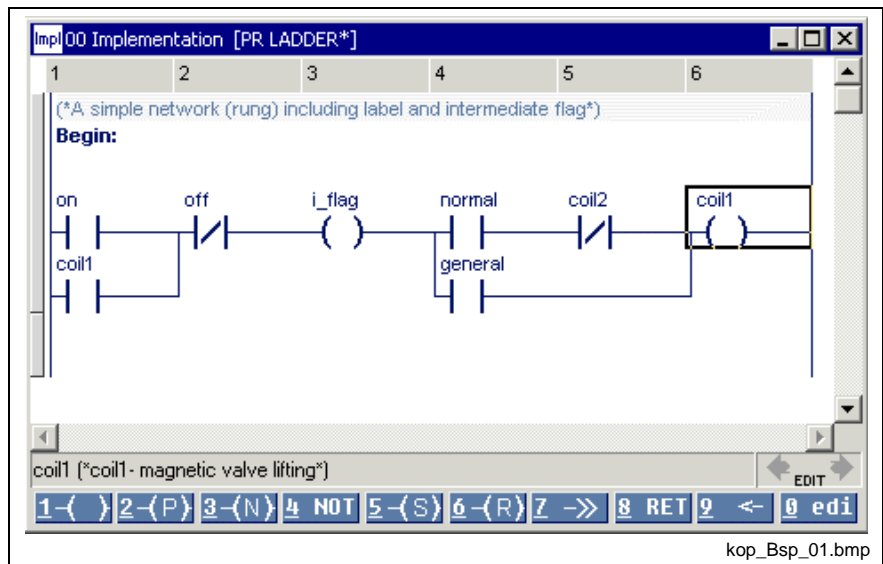 Impl 00 Implementation [PR LADDER*]
1 2 3 4 5 6
(*A simple network (rung) including label and intermediate flag*)
Begin:
on off i_flag normal coil2 coil1
coil1 general
coil1 (*coil1- magnetic valve lifting*) EDIT
1-( ) 2-(P) 3-(N) 4 NOT 5-(S) 6-(R) 7 ->> 8 RET 9 <- 0 edi
kop_Bsp_01.bmp